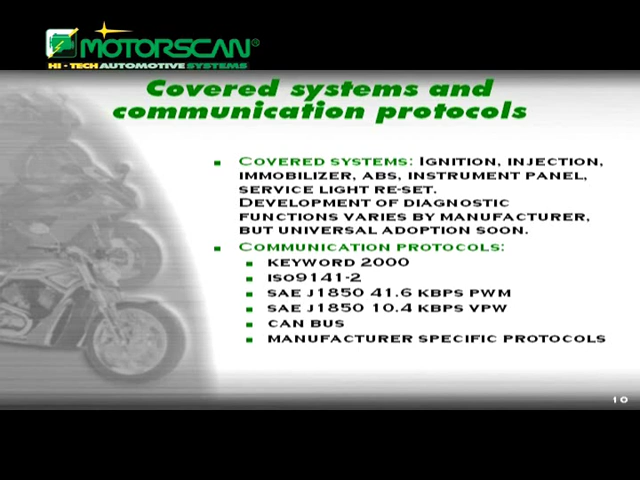 MOTORSCAN®
HI - TECH AUTOMOTIVE SYSTEMS
Covered systems and
communication protocols
COVERED SYSTEMS: IGNITION, INJECTION,
IMMOBILIZER, ABS, INSTRUMENT PANEL,
SERVICE LIGHT RE-SET.
DEVELOPMENT OF DIAGNOSTIC
FUNCTIONS VARIES BY MANUFACTURER,
BUT UNIVERSAL ADOPTION SOON.
COMMUNICATION PROTOCOLS:
KEYWORD 2000
ISO9141-2
SAE J1850 41.6 KBPS PWM
SAE J1850 10.4 KBPS VPW
CAN BUS
MANUFACTURER SPECIFIC PROTOCOLS
10